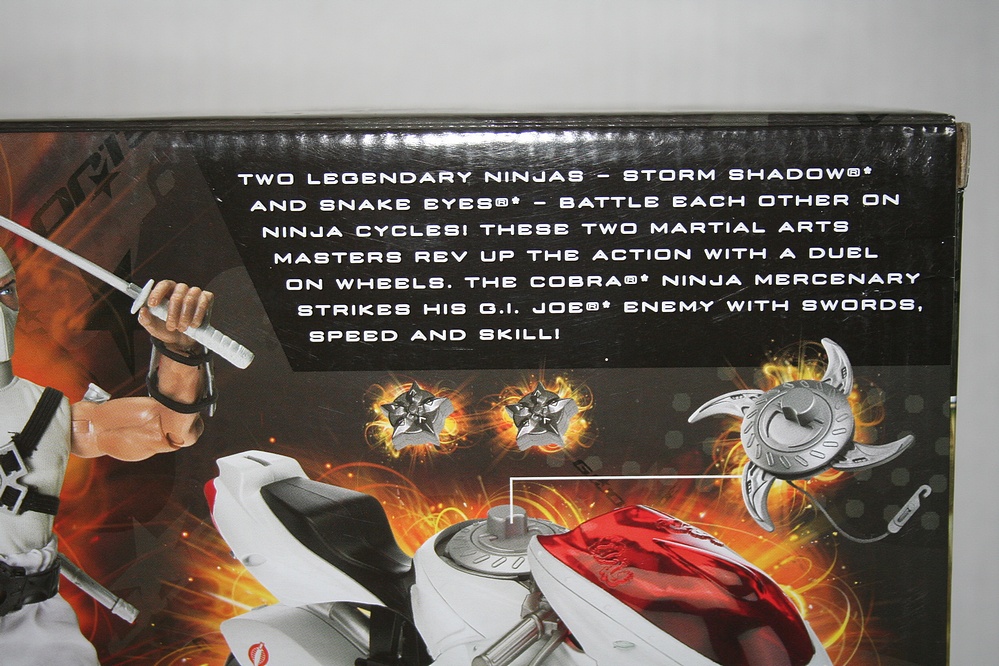 TWO LEGENDARY NINJAS – STORM SHADOW®*
AND SNAKE EYES®* – BATTLE EACH OTHER ON
NINJA CYCLES! THESE TWO MARTIAL ARTS
MASTERS REV UP THE ACTION WITH A DUEL
ON WHEELS. THE COBRA®* NINJA MERCENARY
STRIKES HIS G.I. JOE®* ENEMY WITH SWORDS,
SPEED AND SKILL!